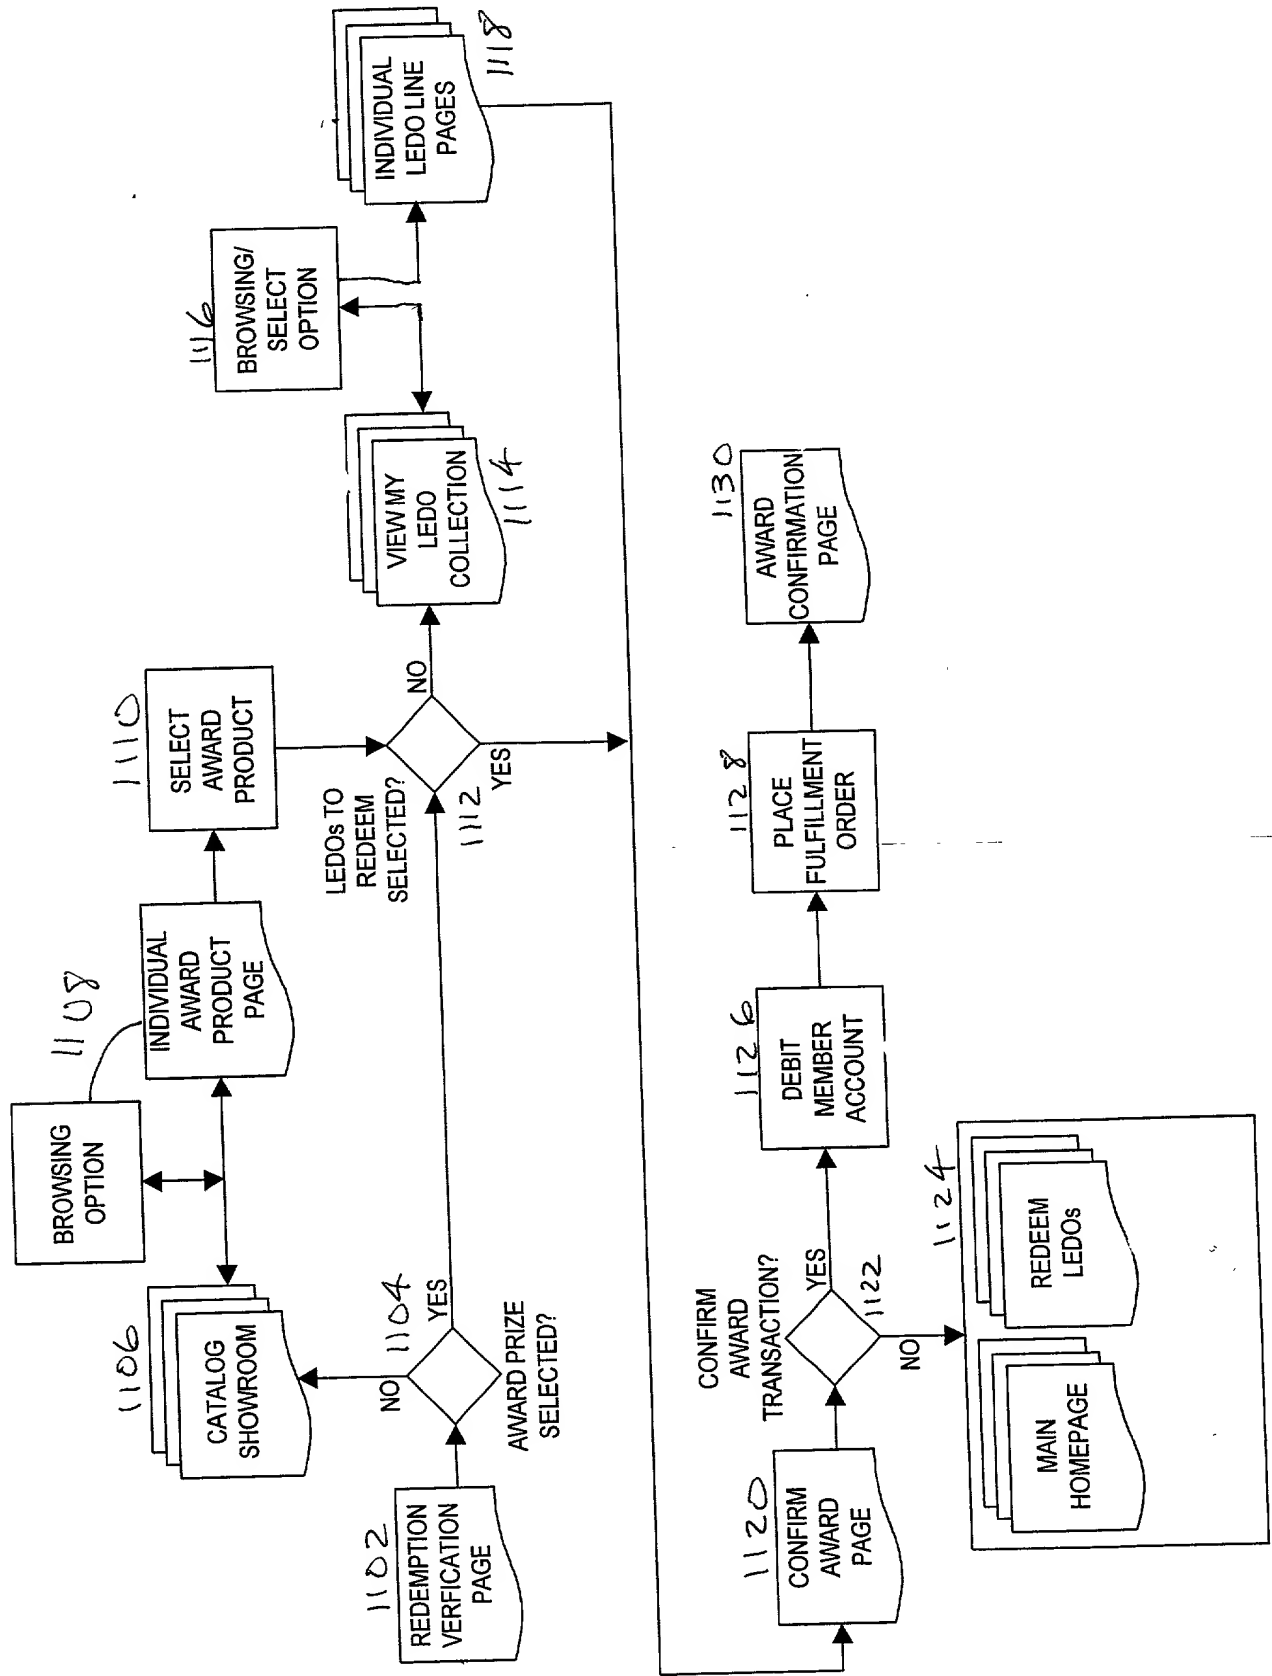 1102
REDEMPTION
VERFICATION
PAGE
1104
NO
YES
AWARD PRIZE
SELECTED?
1106
CATALOG
SHOWROOM
BROWSING
OPTION
1108
INDIVIDUAL
AWARD
PRODUCT
PAGE
1110
SELECT
AWARD
PRODUCT
LEDOs TO
REDEEM
SELECTED?
1112
NO
YES
VIEW MY
LEDO
COLLECTION
1114
1116
BROWSING/
SELECT
OPTION
INDIVIDUAL
LEDO LINE
PAGES
1118
1120
CONFIRM
AWARD
PAGE
CONFIRM
AWARD
TRANSACTION?
YES
1122
NO
1124
MAIN
HOMEPAGE
REDEEM
LEDOs
1126
DEBIT
MEMBER
ACCOUNT
1128
PLACE
FULFILLMENT
ORDER
1130
AWARD
CONFIRMATION
PAGE